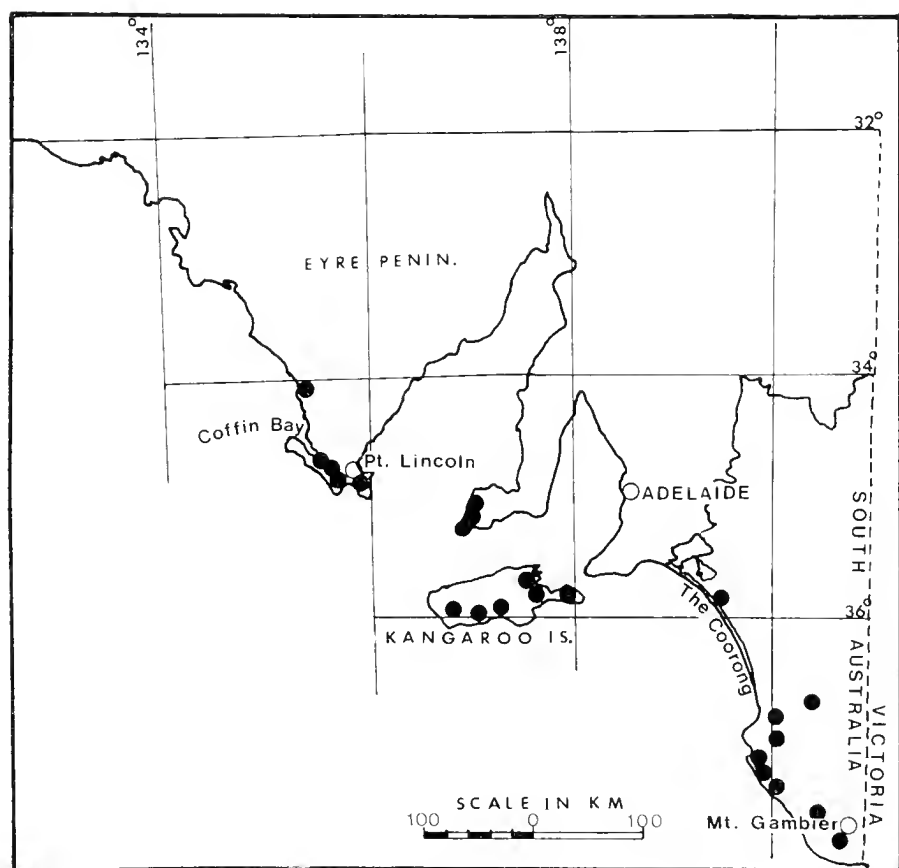 134°
138°
32°
EYRE PENIN.
34°
Coffin Bay
Pt. Lincoln
ADELAIDE
SOUTH AUSTRALIA
The Coorong
36°
KANGAROO IS.
VICTORIA
SCALE IN KM
100 0 100
Mt. Gambier